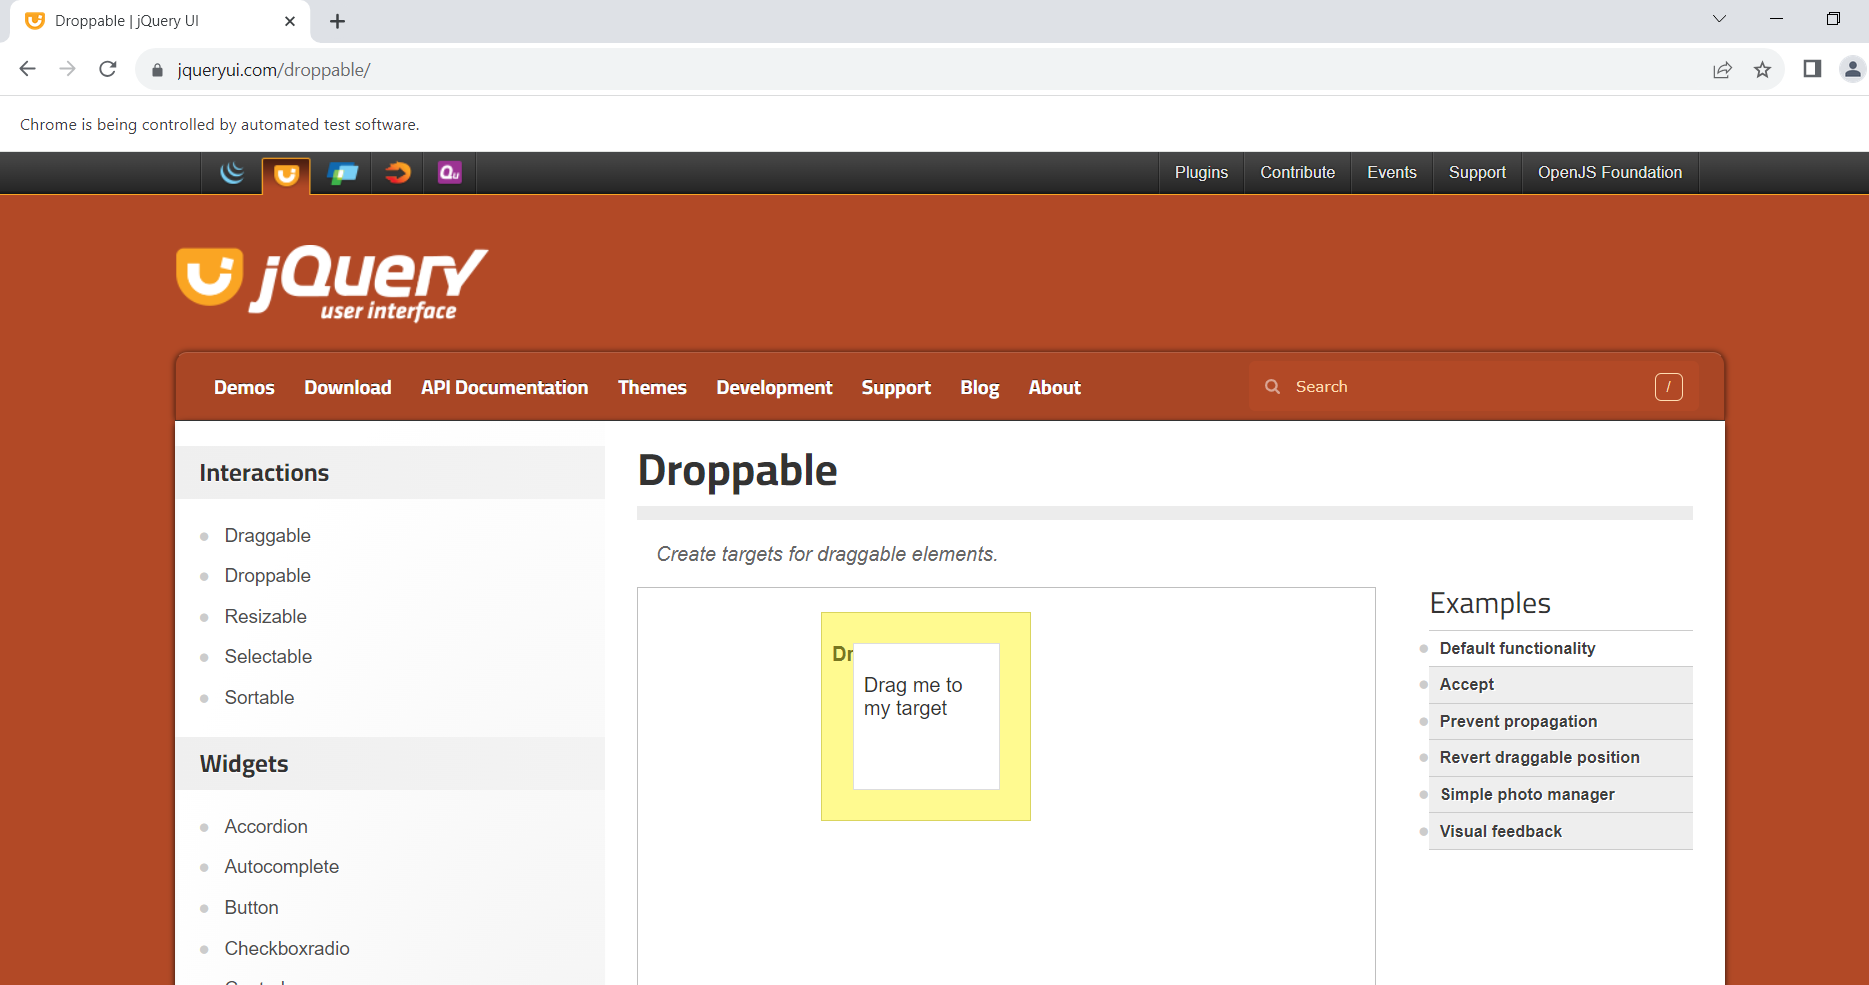 Droppable | jQuery UI
jqueryui.com/droppable/
Chrome is being controlled by automated test software.
Qu
Plugins Contribute Events Support OpenJS Foundation
jQuery
user interface
Demos Download API Documentation Themes Development Support Blog About Search /
Interactions
Draggable
Droppable
Resizable
Selectable
Sortable
Widgets
Accordion
Autocomplete
Button
Checkboxradio
Droppable
Create targets for draggable elements.
Dr
Drag me to
my target
Examples
Default functionality
Accept
Prevent propagation
Revert draggable position
Simple photo manager
Visual feedback